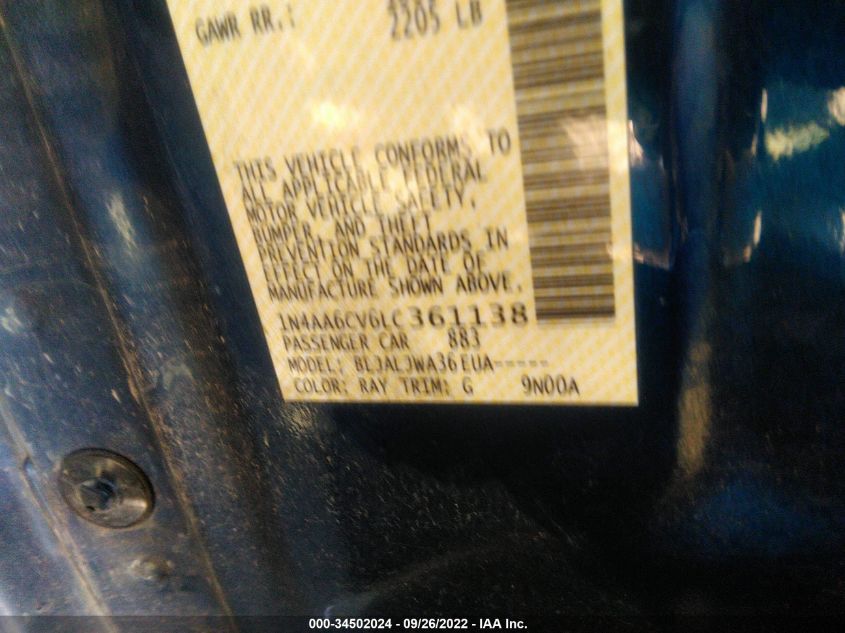 GAWR RR.: 2205 LB
THIS VEHICLE CONFORMS TO
ALL APPLICABLE FEDERAL
MOTOR VEHICLE SAFETY,
BUMPER, AND THEFT
PREVENTION STANDARDS IN
EFFECT ON THE DATE OF
MANUFACTURE SHOWN ABOVE.
1N4AA6CV6LC361138
PASSENGER CAR 883
MODEL: BLJALJWA36EUA-----
COLOR: RAY TRIM: G 9N00A
000-34502024 - 09/26/2022 - IAA Inc.